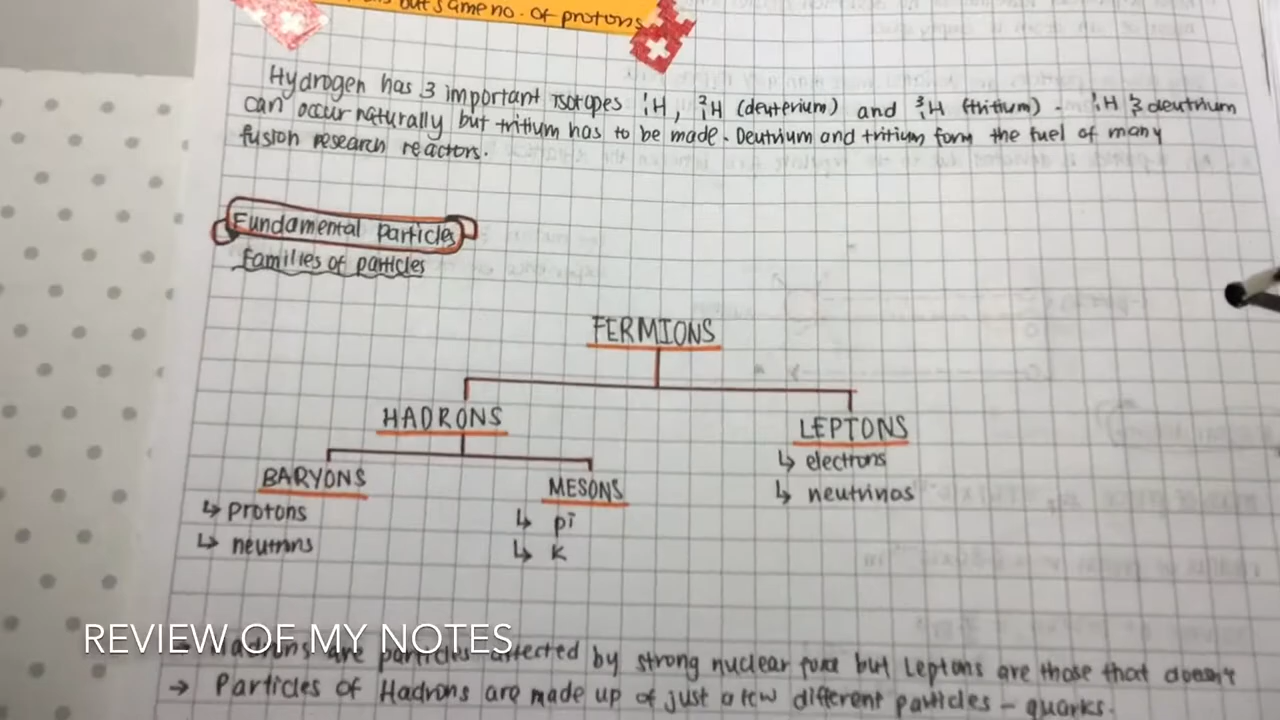 but same no. of protons
Hydrogen has 3 important isotopes ¹₁H, ²₁H (deuterium) and ³₁H (tritium). ¹₁H & deutrium
can occur naturally but tritium has to be made. Deutrium and tritium form the fuel of many
fusion research reactors.
Fundamental Particles
families of particles
FERMIONS
HADRONS
LEPTONS
↳ electrons
BARYONS
MESONS
↳ neutrinos
↳ protons
↳ pi
↳ neutrons
↳ K
REVIEW OF MY NOTES
→ Hadrons are particles affected by strong nuclear force but Leptons are those that doesn't
→ Particles of Hadrons are made up of just a few different particles – quarks.